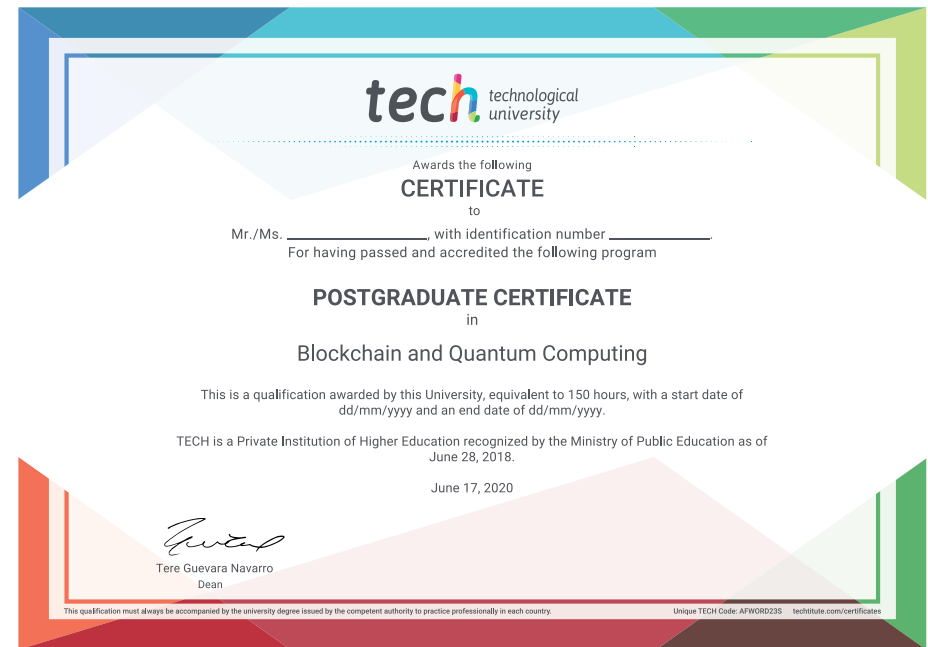 tech technological
university
Awards the following
CERTIFICATE
to
Mr./Ms. ____________, with identification number ____________.
For having passed and accredited the following program
POSTGRADUATE CERTIFICATE
in
Blockchain and Quantum Computing
This is a qualification awarded by this University, equivalent to 150 hours, with a start date of
dd/mm/yyyy and an end date of dd/mm/yyyy.
TECH is a Private Institution of Higher Education recognized by the Ministry of Public Education as of
June 28, 2018.
June 17, 2020
Tere Guevara Navarro
Dean
This qualification must always be accompanied by the university degree issued by the competent authority to practice professionally in each country.
Unique TECH Code: AFWORD23S techtitute.com/certificates